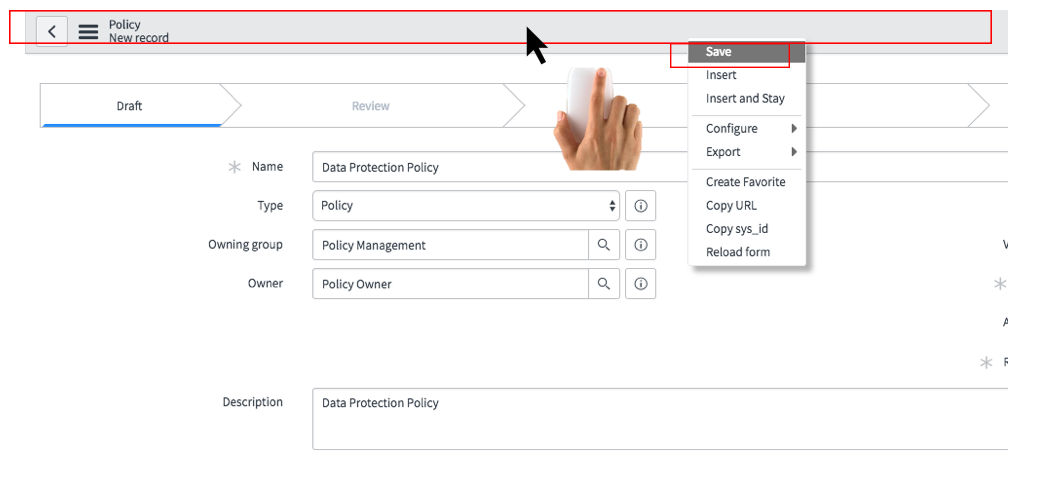 Policy
New record
Save
Insert
Insert and Stay
Configure
Export
Create Favorite
Copy URL
Copy sys_id
Reload form
Draft
Review
Name
Data Protection Policy
Type
Policy
Owning group
Policy Management
Owner
Policy Owner
Description
Data Protection Policy